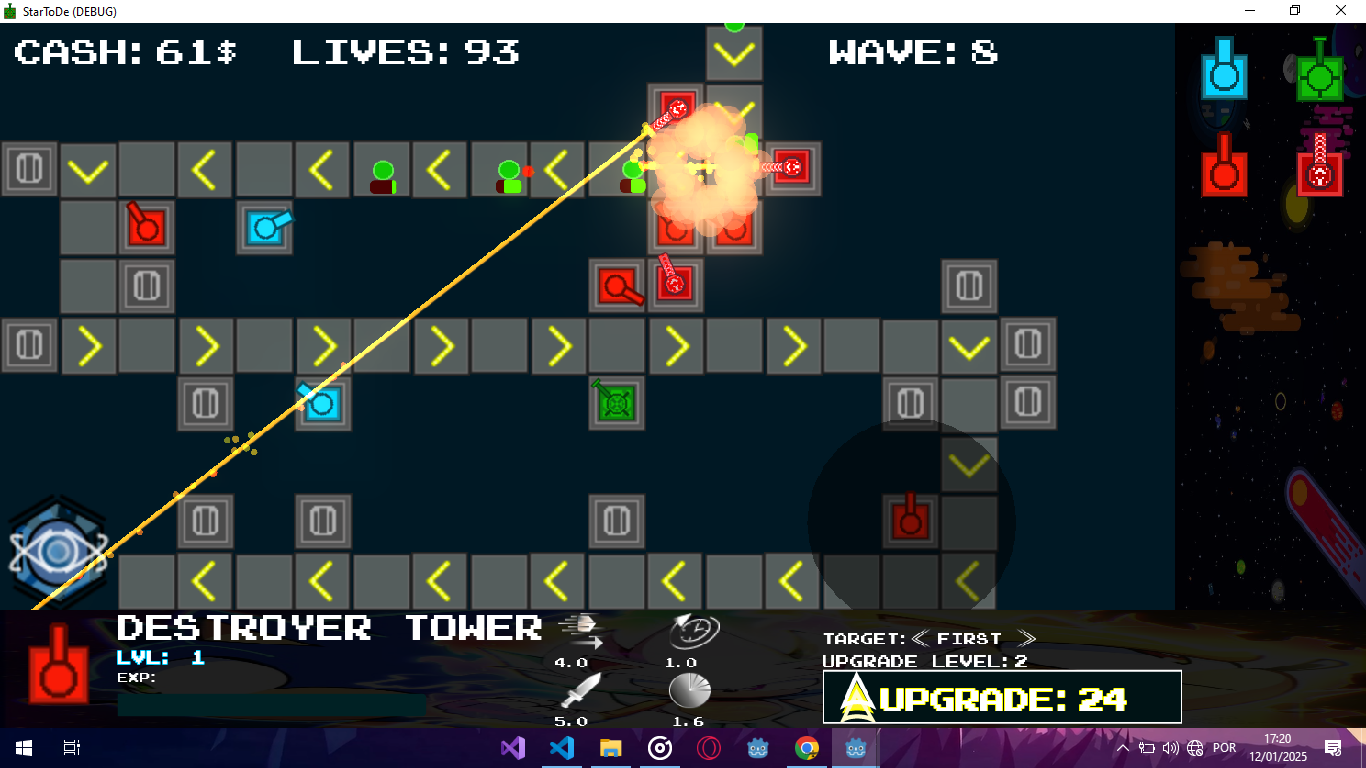 StarToDe (DEBUG)
CASH: 61$ LIVES: 93 WAVE: 8
DESTROYER TOWER
LVL: 1
EXP:
4.0 1.0
5.0 1.6
TARGET: FIRST
UPGRADE LEVEL: 2
UPGRADE: 24
POR 17:20
12/01/2025